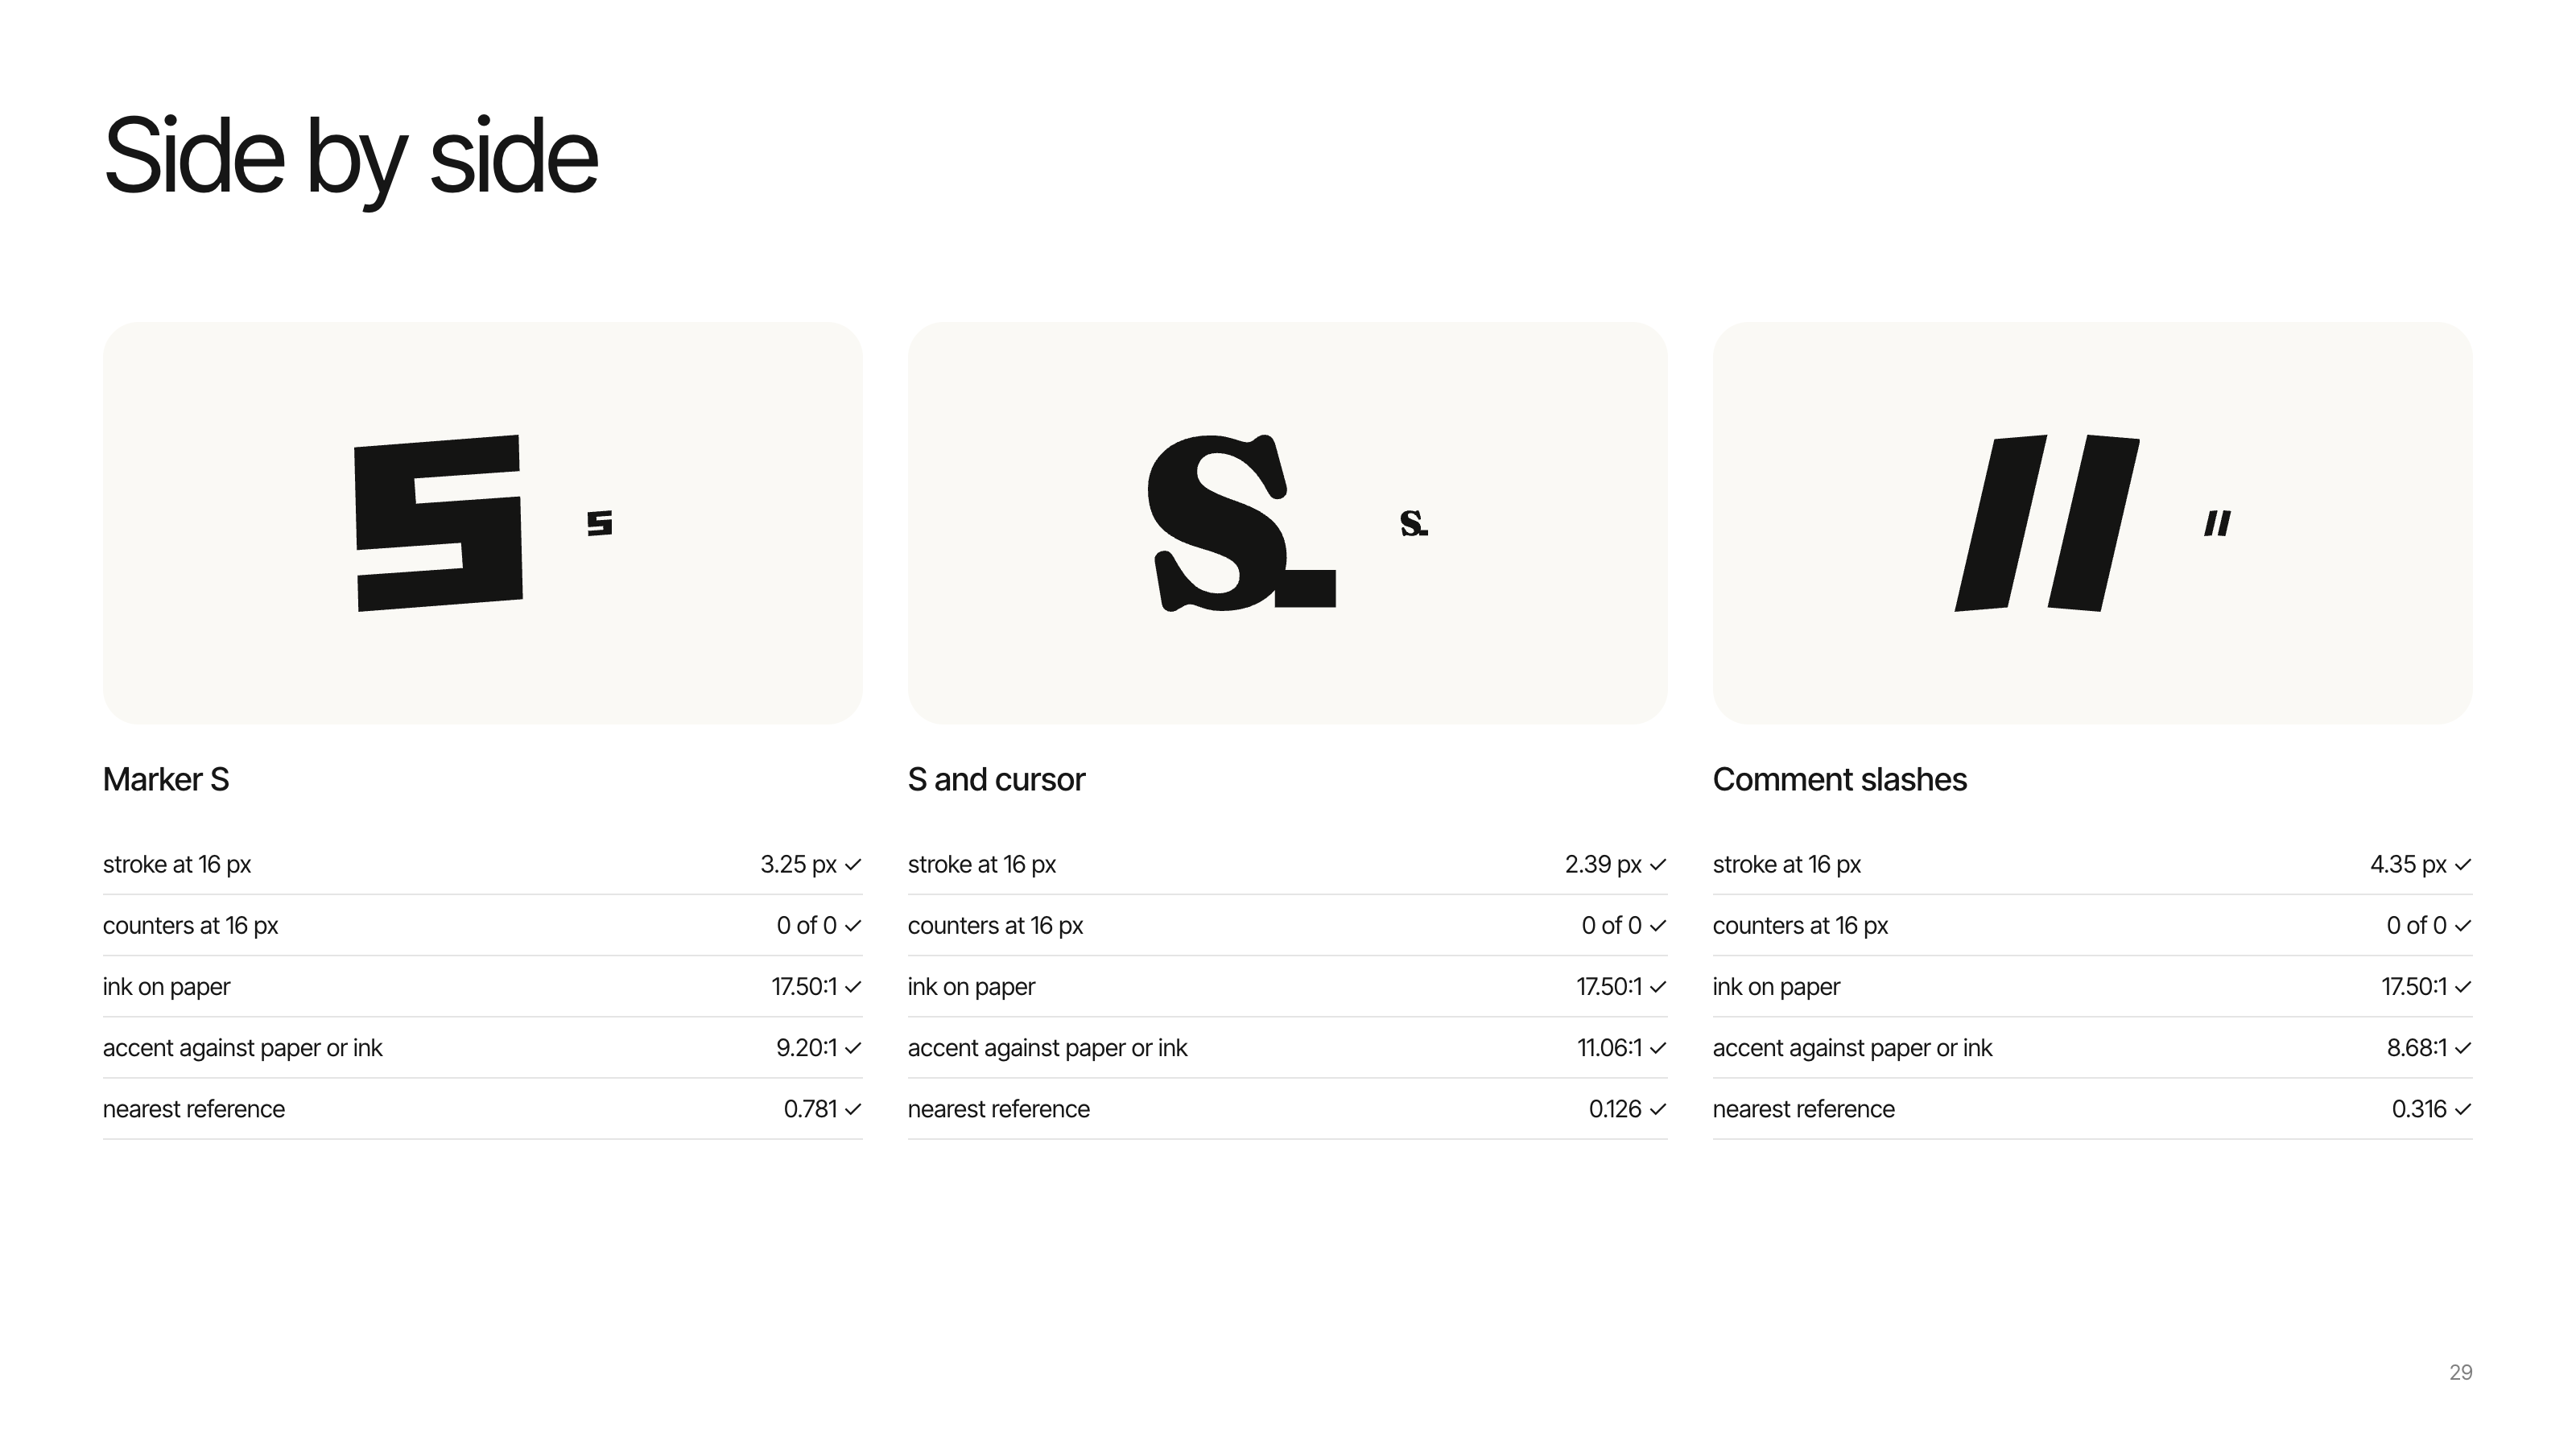 Side by side
S S
S. S.
// //
Marker S
stroke at 16 px 3.25 px ✓
counters at 16 px 0 of 0 ✓
ink on paper 17.50:1 ✓
accent against paper or ink 9.20:1 ✓
nearest reference 0.781 ✓
S and cursor
stroke at 16 px 2.39 px ✓
counters at 16 px 0 of 0 ✓
ink on paper 17.50:1 ✓
accent against paper or ink 11.06:1 ✓
nearest reference 0.126 ✓
Comment slashes
stroke at 16 px 4.35 px ✓
counters at 16 px 0 of 0 ✓
ink on paper 17.50:1 ✓
accent against paper or ink 8.68:1 ✓
nearest reference 0.316 ✓
29